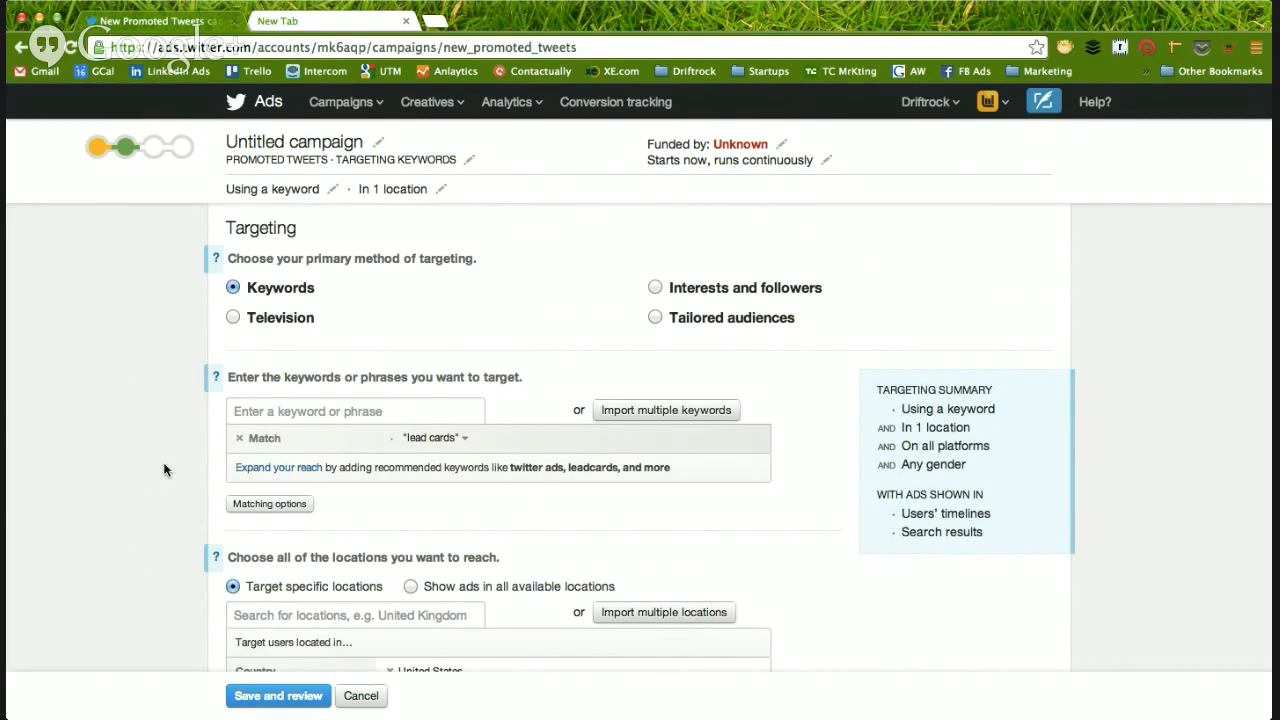 New Promoted Tweets ca
New Tab
Google+
https://ads.twitter.com/accounts/mk6aqp/campaigns/new_promoted_tweets
Gmail GCal LinkedIn Ads Trello Intercom UTM Anlaytics Contactually XE.com Driftrock Startups TC MrKting AW FB Ads Marketing » Other Bookmarks
Ads Campaigns Creatives Analytics Conversion tracking Driftrock Help?
Untitled campaign
PROMOTED TWEETS · TARGETING KEYWORDS
Funded by: Unknown
Starts now, runs continuously
Using a keyword · In 1 location
Targeting
? Choose your primary method of targeting.
Keywords Interests and followers
Television Tailored audiences
? Enter the keywords or phrases you want to target.
Enter a keyword or phrase or Import multiple keywords
× Match · "lead cards"
Expand your reach by adding recommended keywords like twitter ads, leadcards, and more
Matching options
TARGETING SUMMARY
· Using a keyword
AND In 1 location
AND On all platforms
AND Any gender
WITH ADS SHOWN IN
· Users' timelines
· Search results
? Choose all of the locations you want to reach.
Target specific locations Show ads in all available locations
Search for locations, e.g. United Kingdom or Import multiple locations
Target users located in...
Country × United States
Save and review Cancel